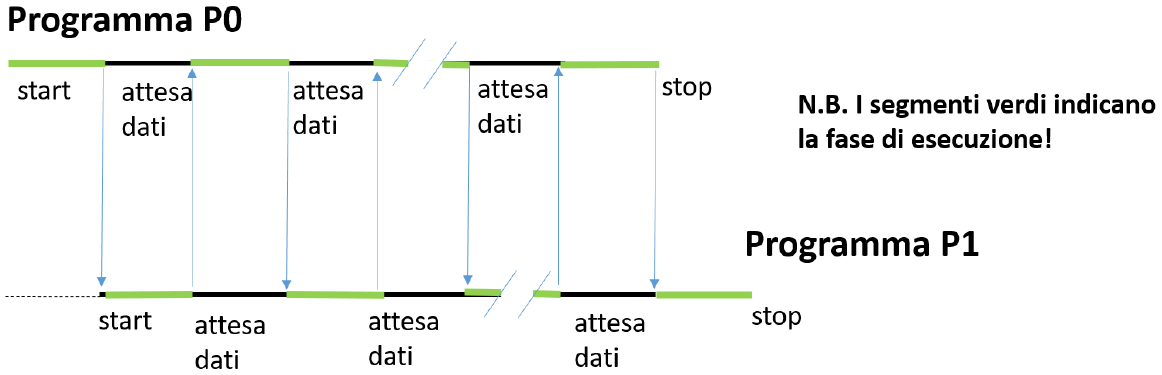 Programma P0
start
attesa
dati
attesa
dati
attesa
dati
stop
N.B. I segmenti verdi indicano
la fase di esecuzione!
Programma P1
start
attesa
dati
attesa
dati
attesa
dati
stop